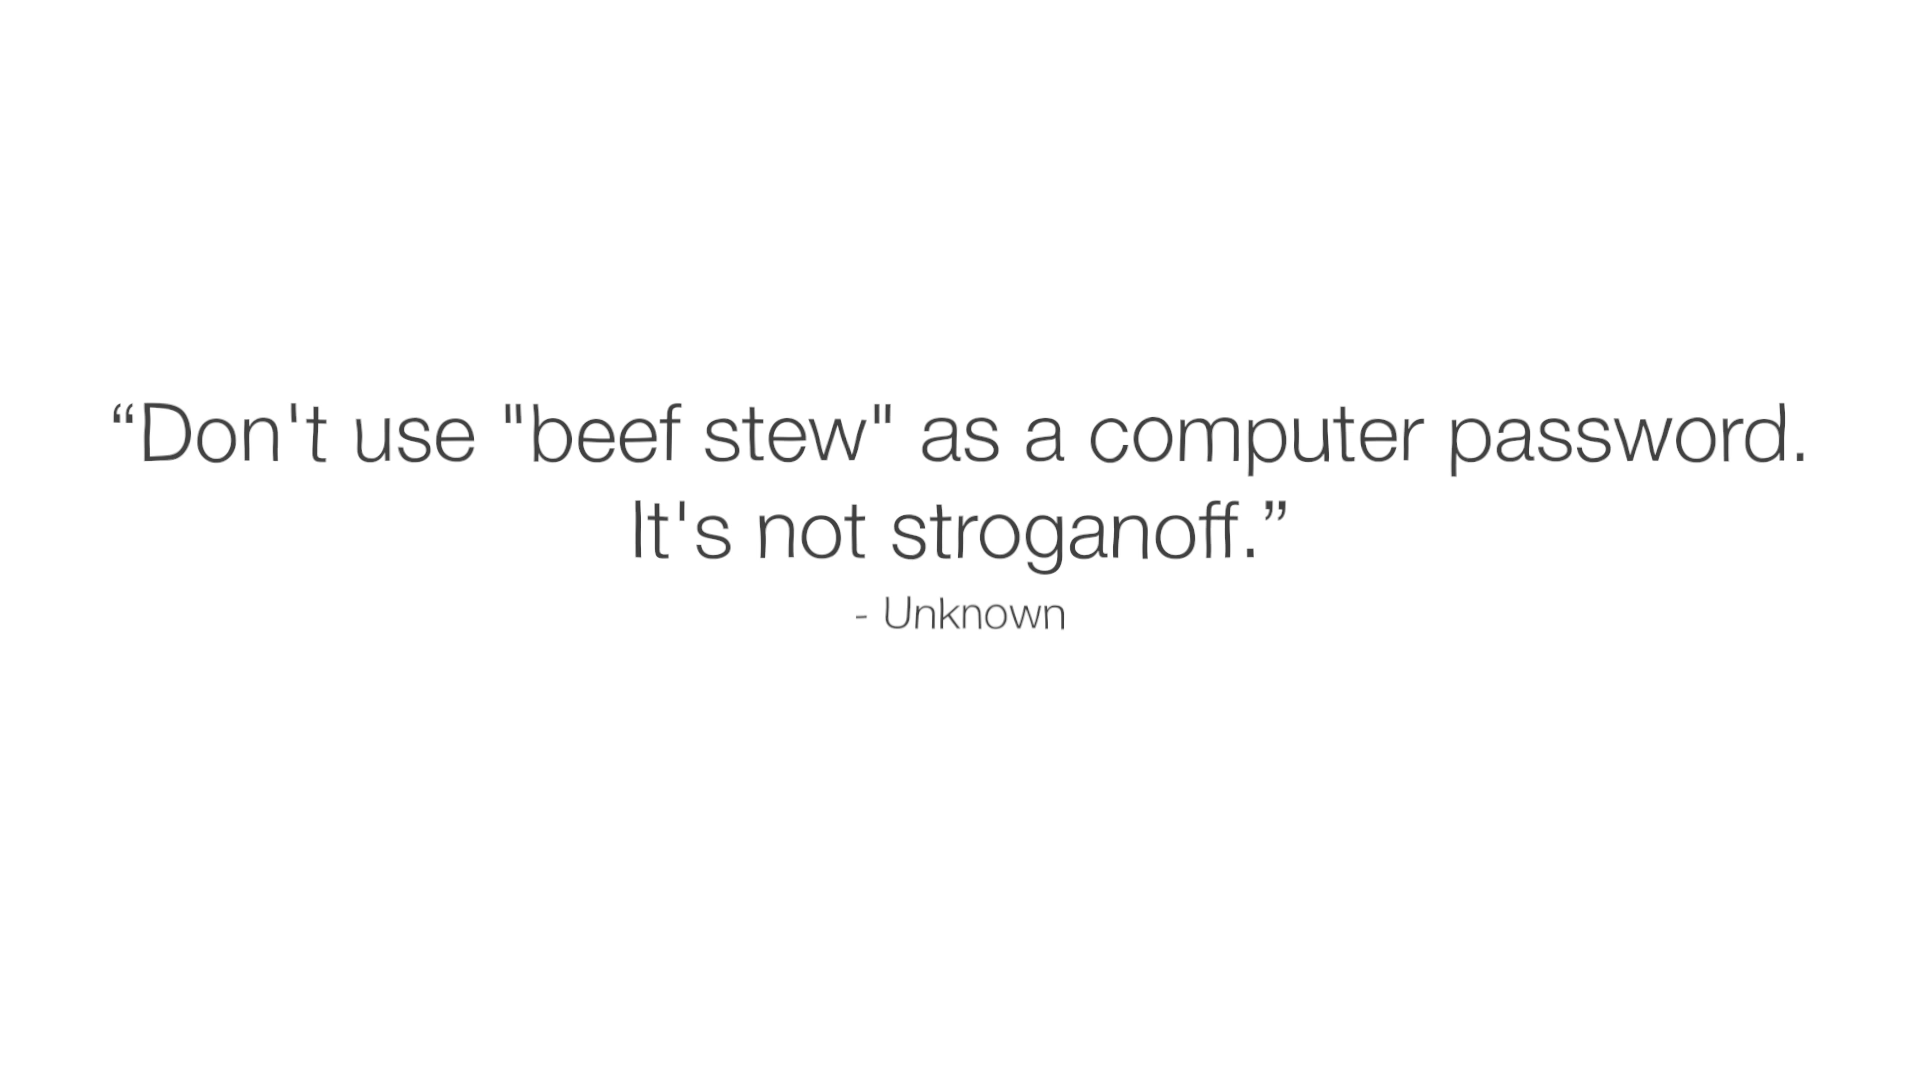 “Don't use "beef stew" as a computer password.
It's not stroganoff.”
- Unknown